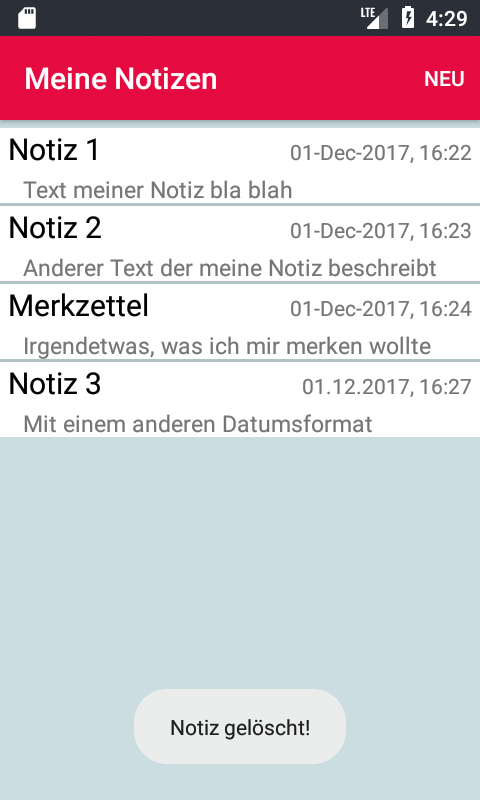 LTE 4:29
Meine Notizen NEU
Notiz 1 01-Dec-2017, 16:22
Text meiner Notiz bla blah
Notiz 2 01-Dec-2017, 16:23
Anderer Text der meine Notiz beschreibt
Merkzettel 01-Dec-2017, 16:24
Irgendetwas, was ich mir merken wollte
Notiz 3 01.12.2017, 16:27
Mit einem anderen Datumsformat
Notiz gelöscht!